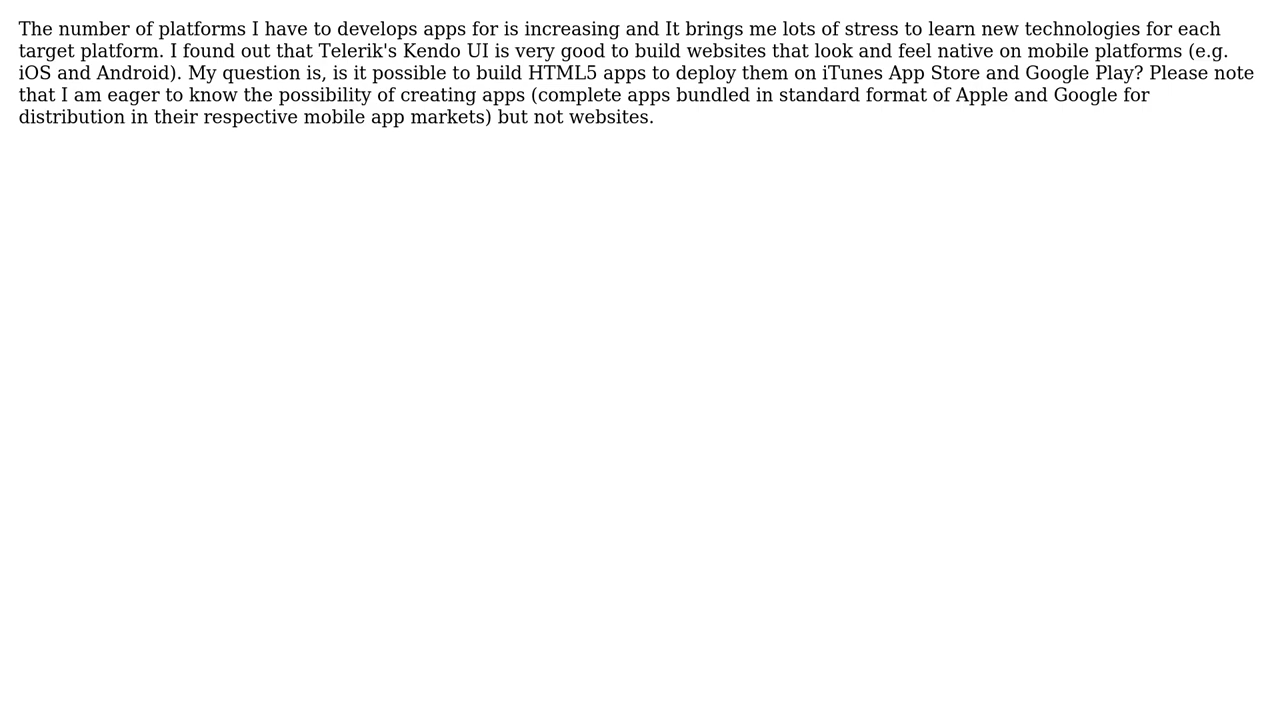 The number of platforms I have to develops apps for is increasing and It brings me lots of stress to learn new technologies for each
target platform. I found out that Telerik's Kendo UI is very good to build websites that look and feel native on mobile platforms (e.g.
iOS and Android). My question is, is it possible to build HTML5 apps to deploy them on iTunes App Store and Google Play? Please note
that I am eager to know the possibility of creating apps (complete apps bundled in standard format of Apple and Google for
distribution in their respective mobile app markets) but not websites.